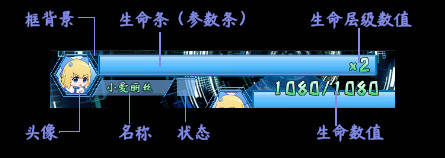 框背景 生命条（参数条） 生命层级数值
×2
小爱丽丝 1080/1080
头像 名称 状态 生命数值